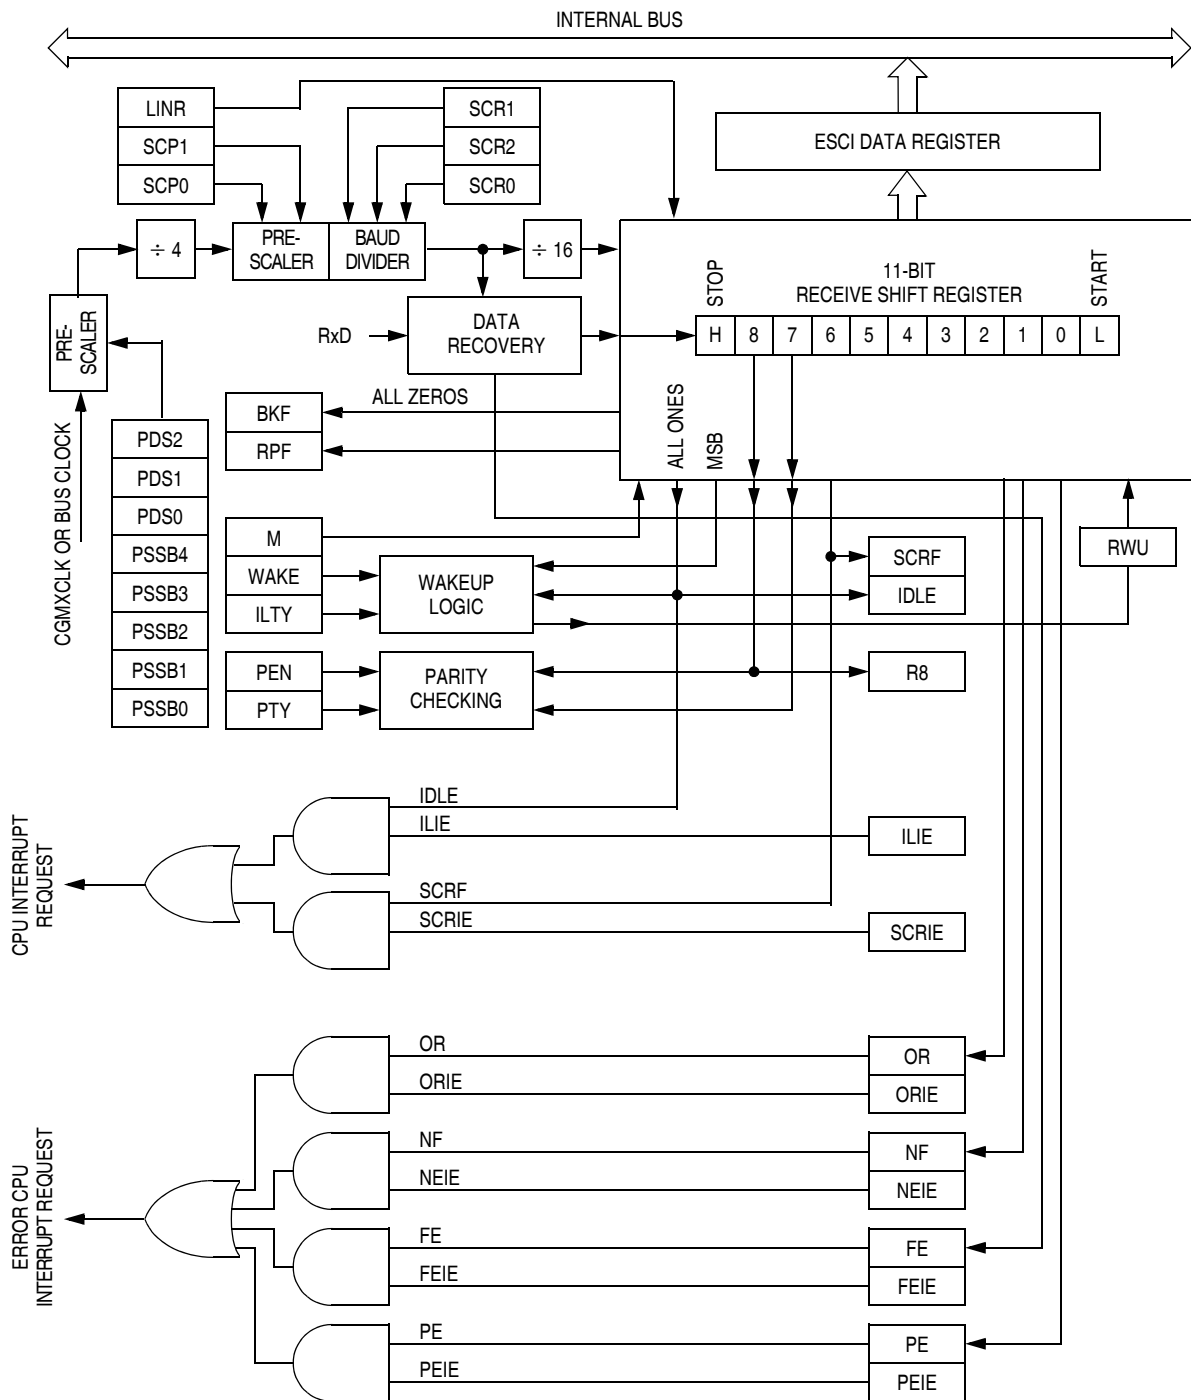 INTERNAL BUS
LINR
SCP1
SCP0
SCR1
SCR2
SCR0
ESCI DATA REGISTER
÷ 4
PRE-
SCALER
BAUD
DIVIDER
÷ 16
PRE-
SCALER
RxD
DATA
RECOVERY
11-BIT
RECEIVE SHIFT REGISTER
STOP
START
H 8 7 6 5 4 3 2 1 0 L
ALL ONES
MSB
ALL ZEROS
BKF
RPF
CGMXCLK OR BUS CLOCK
PDS2
PDS1
PDS0
PSSB4
PSSB3
PSSB2
PSSB1
PSSB0
M
WAKE
ILTY
WAKEUP
LOGIC
SCRF
IDLE
RWU
PEN
PTY
PARITY
CHECKING
R8
CPU INTERRUPT
REQUEST
IDLE
ILIE
ILIE
SCRF
SCRIE
SCRIE
ERROR CPU
INTERRUPT REQUEST
OR
OR
ORIE
ORIE
NF
NF
NEIE
NEIE
FE
FE
FEIE
FEIE
PE
PE
PEIE
PEIE